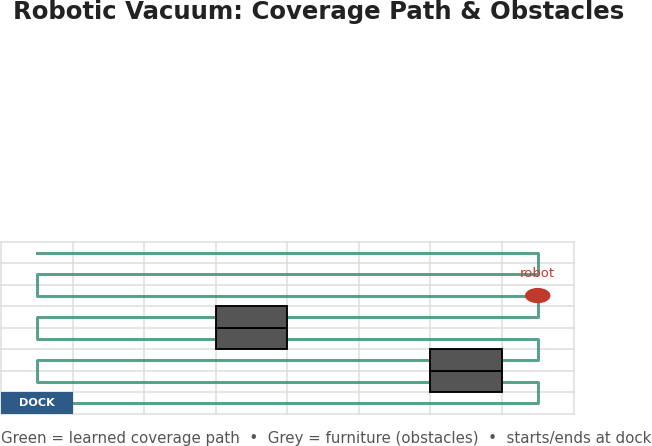 Robotic Vacuum: Coverage Path & Obstacles
robot
DOCK
Green = learned coverage path • Grey = furniture (obstacles) • starts/ends at dock